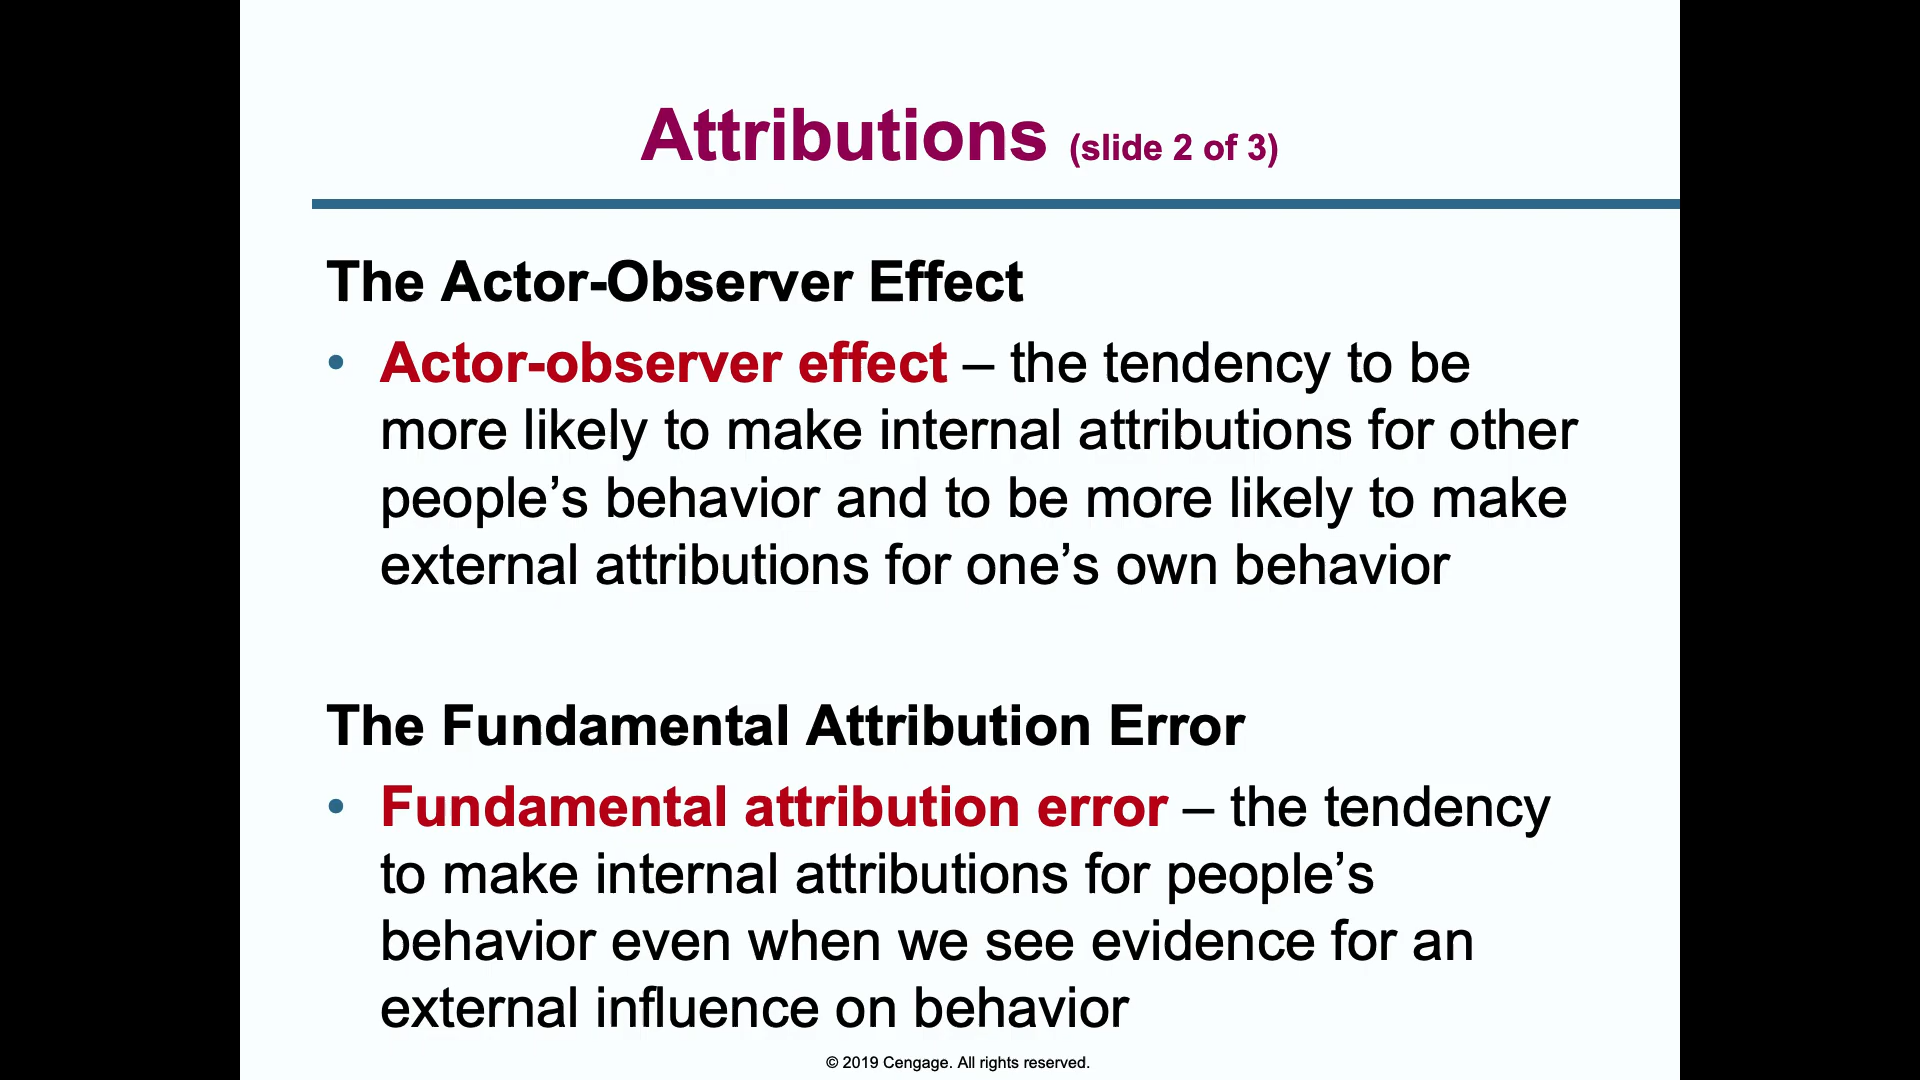 Attributions (slide 2 of 3)
The Actor-Observer Effect
• Actor-observer effect – the tendency to be
more likely to make internal attributions for other
people’s behavior and to be more likely to make
external attributions for one’s own behavior
The Fundamental Attribution Error
• Fundamental attribution error – the tendency
to make internal attributions for people’s
behavior even when we see evidence for an
external influence on behavior
© 2019 Cengage. All rights reserved.